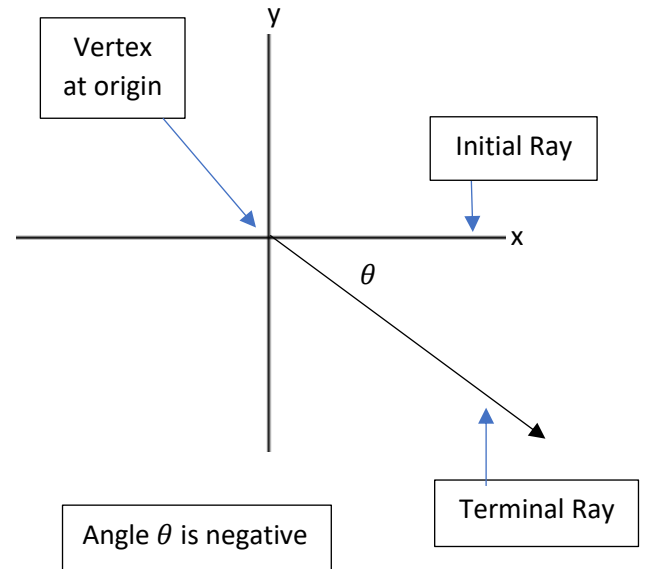 y
Vertex
at origin
Initial Ray
x
θ
Terminal Ray
Angle θ is negative